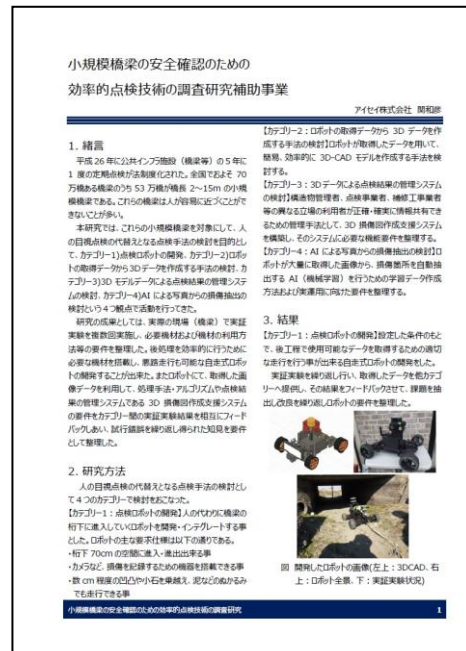 小規模橋梁の安全確認のための
効率的点検技術の調査研究補助事業
アイセイ株式会社 関和彦
1. 緒言
平成26年に公共インフラ施設（橋梁等）の5年に
1度の定期点検が法制度化された。全国でおよそ70
万橋ある橋梁のうち53万橋が橋長2～15mの小規
模橋梁である。これらの橋梁は人が容易に近づくことがで
きないことが多い。
本研究では、これらの小規模橋梁を対象にして、人
の目視点検の代替えとなる点検手法の検討を目的とし
て、カテゴリー1)点検ロボットの開発、カテゴリー2)ロボッ
トの取得データから3Dデータを作成する手法の検討、カ
テゴリー3)3Dモデルデータによる点検結果の管理システ
ムの検討、カテゴリー4)AIによる写真からの損傷抽出の検
討という4つ観点で活動を行ってきた。
研究の成果としては、実際の現場（橋梁）で実証
実験を複数回実施し、必要機材および機材の利用方
法等の要件を整理した。後処理を効率的に行うために
必要な機材を搭載し、悪路走行も可能な自走式ロボッ
トの開発することが出来た。またロボットにて、取得した画
像データを利用して、処理手法・アルゴリズムや点検結
果の管理システムである3D損傷図作成支援システム
の要件をカテゴリー間の実証実験結果を相互にフィード
バックしあい、試行錯誤を繰り返し得られた知見を要件
として整理した。
2. 研究方法
人の目視点検の代替えとなる点検手法の検討とし
て4つのカテゴリーで検討をおこなった。
【カテゴリー1：点検ロボットの開発】人の代わりに橋梁の
桁下に進入していくロボットを開発・インテグレートする事
とした。ロボットの主な要求仕様は以下の通りである。
・桁下70cmの空間に進入・進出出来る事
・カメラなど、損傷を記録するための機器を搭載できる事
・数cm程度の凹凸や小石を乗越え、泥などのぬかるみ
でも走行できる事
【カテゴリー2：ロボットの取得データから3Dデータを作
成する手法の検討】ロボットが取得したデータを用いて、
簡易、効率的に3D-CADモデルを作成する手法を検
討する。
【カテゴリー3：3Dデータによる点検結果の管理システム
の検討】構造物管理者、点検事業者、補修工事業者
等の異なる立場の利用者が正確・確実に情報共有でき
るための管理手法として、3D損傷図作成支援システム
を構築し、そのシステムに必要な機能要件を整理する。
【カテゴリー4：AIによる写真からの損傷抽出の検討】ロ
ボットが大量に取得した画像から、損傷箇所を自動抽
出するAI（機械学習）を行うための学習データ作成
方法および実運用に向けた要件を整理する。
3. 結果
【カテゴリー1：点検ロボットの開発】設定した条件のもと
で、後工程で使用可能なデータを取得するための適切
な走行を行う事が出来る自走式ロボットの開発をした。
実証実験を繰り返し行い、取得したデータを他カテゴ
リーへ提供し、その結果をフィードバックさせて、課題を抽
出し改良を繰り返しロボットの要件を整理した。
図 開発したロボットの画像(左上：3DCAD、右
上：ロボット全景、下：実証実験状況)
小規模橋梁の安全確認のための効率的点検技術の調査研究
1